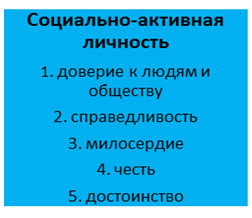 Социально-активная
личность
1. доверие к людям и
обществу
2. справедливость
3. милосердие
4. честь
5. достоинство